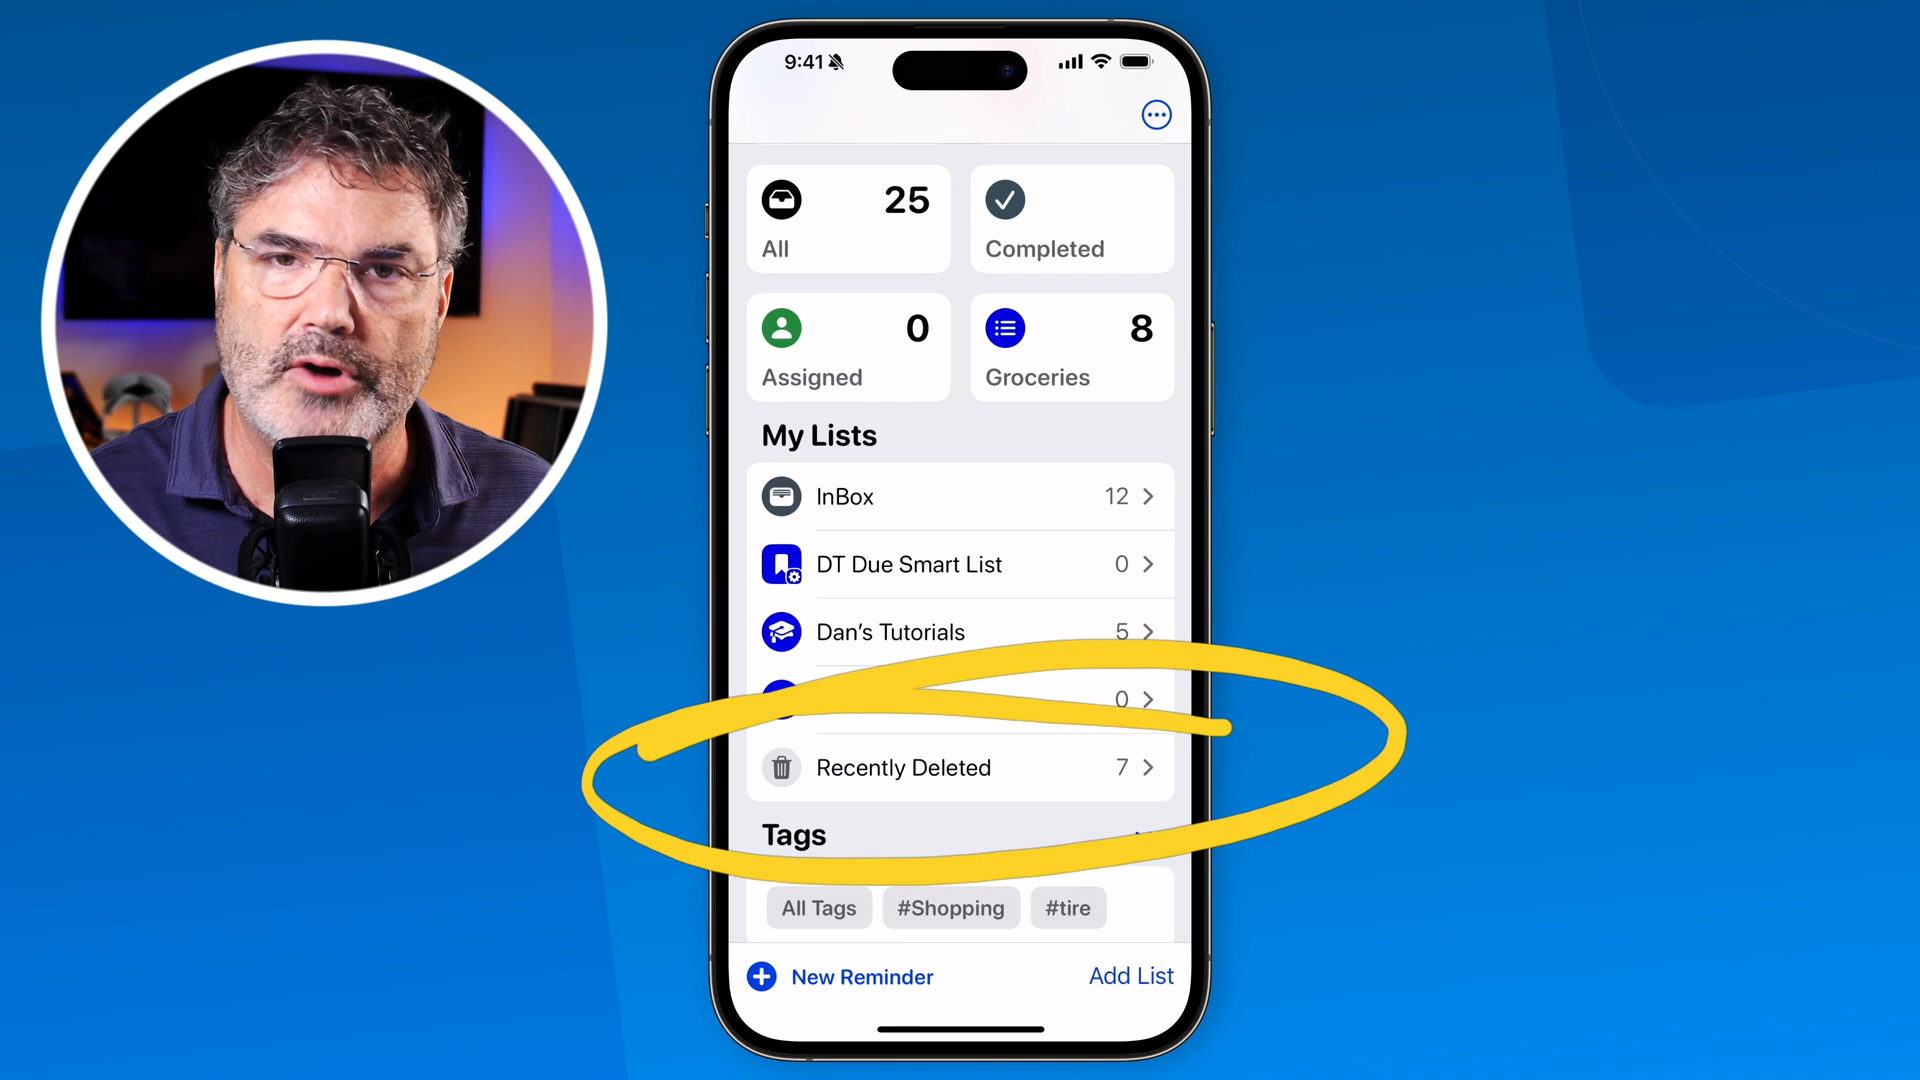 9:41
All 25
Completed
Assigned 0
Groceries 8
My Lists
InBox 12
DT Due Smart List 0
Dan's Tutorials 5
0
Recently Deleted 7
Tags
All Tags #Shopping #tire
New Reminder Add List